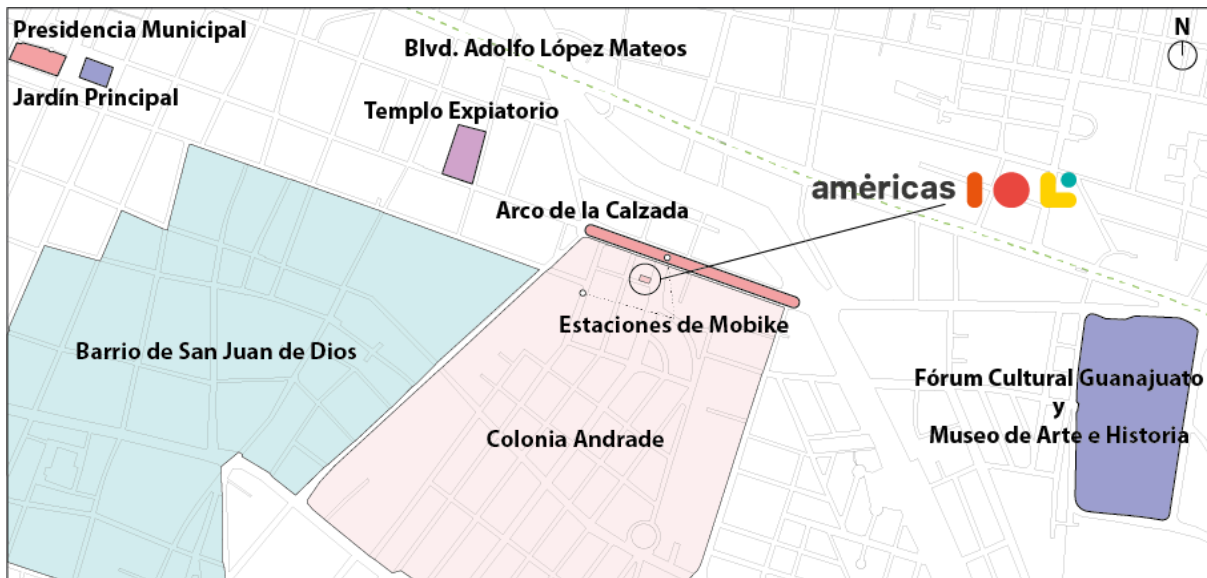 Presidencia Municipal
Jardín Principal
Blvd. Adolfo López Mateos
N
Templo Expiatorio
amėricas
Arco de la Calzada
Estaciones de Mobike
Barrio de San Juan de Dios
Colonia Andrade
Fórum Cultural Guanajuato
y
Museo de Arte e Historia